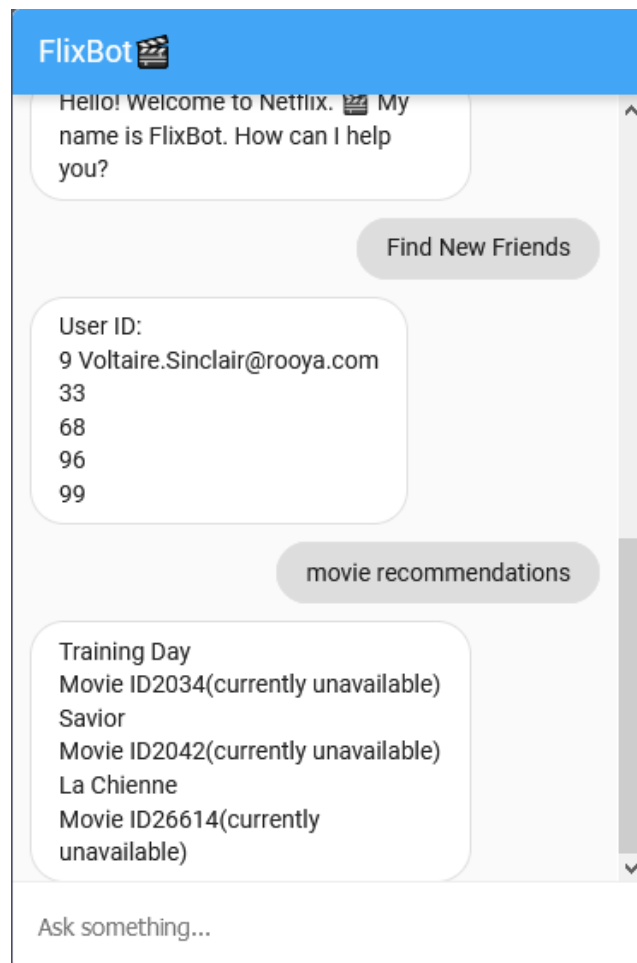 FlixBot🎬
Hello! Welcome to Netflix. 🎬 My
name is FlixBot. How can I help
you?
Find New Friends
User ID:
9 Voltaire.Sinclair@rooya.com
33
68
96
99
movie recommendations
Training Day
Movie ID2034(currently unavailable)
Savior
Movie ID2042(currently unavailable)
La Chienne
Movie ID26614(currently
unavailable)
Ask something...